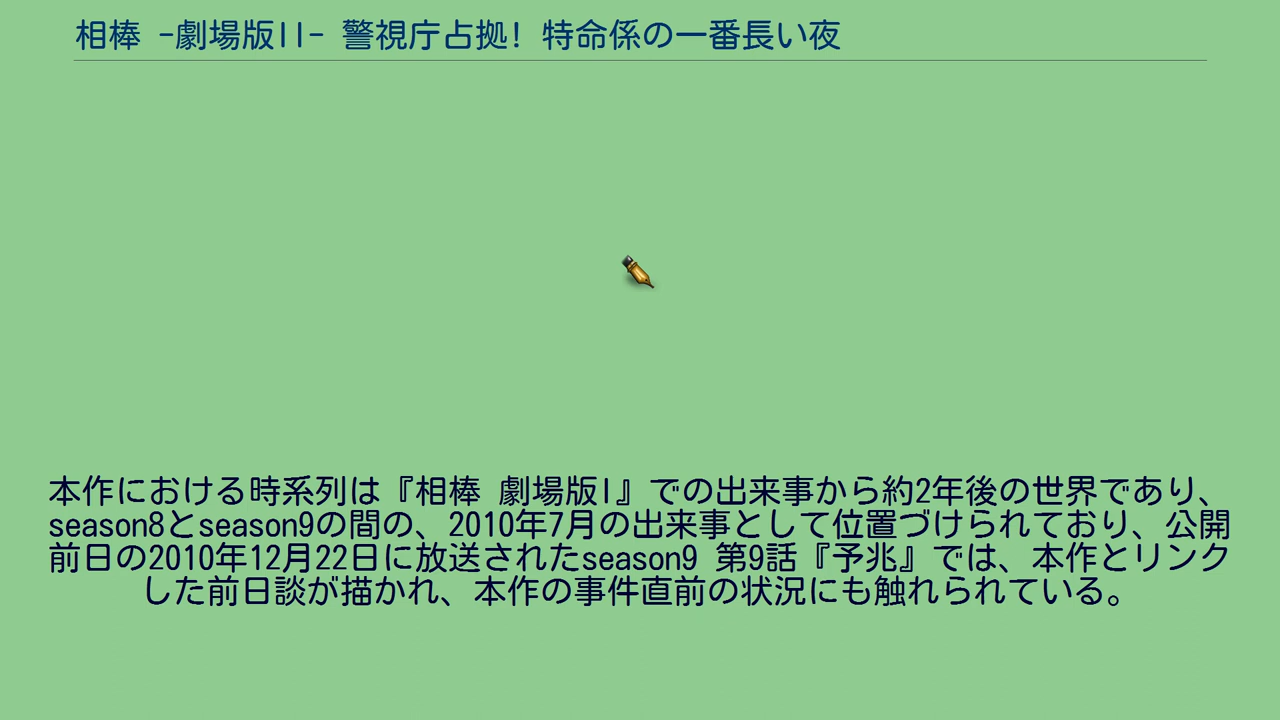 相棒 -劇場版II- 警視庁占拠! 特命係の一番長い夜
本作における時系列は『相棒 劇場版I』での出来事から約2年後の世界であり、
season8とseason9の間の、2010年7月の出来事として位置づけられており、公開
前日の2010年12月22日に放送されたseason9 第9話『予兆』では、本作とリンク
した前日談が描かれ、本作の事件直前の状況にも触れられている。